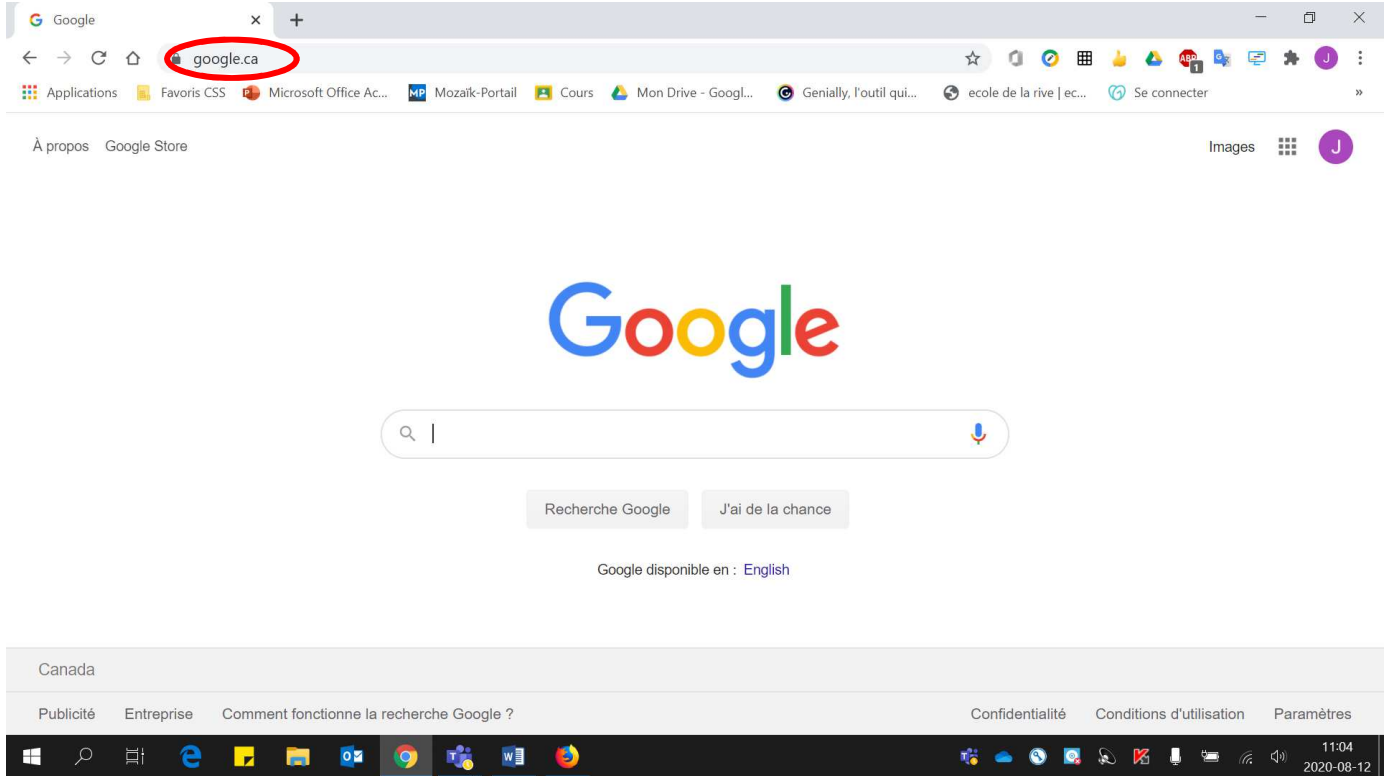 Google
google.ca
Applications Favoris CSS Microsoft Office Ac... MP Mozaïk-Portail Cours Mon Drive - Googl... Genially, l'outil qui... ecole de la rive | ec... Se connecter »
À propos Google Store Images J
Google
Recherche Google J'ai de la chance
Google disponible en : English
Canada
Publicité Entreprise Comment fonctionne la recherche Google ? Confidentialité Conditions d'utilisation Paramètres
11:04
2020-08-12